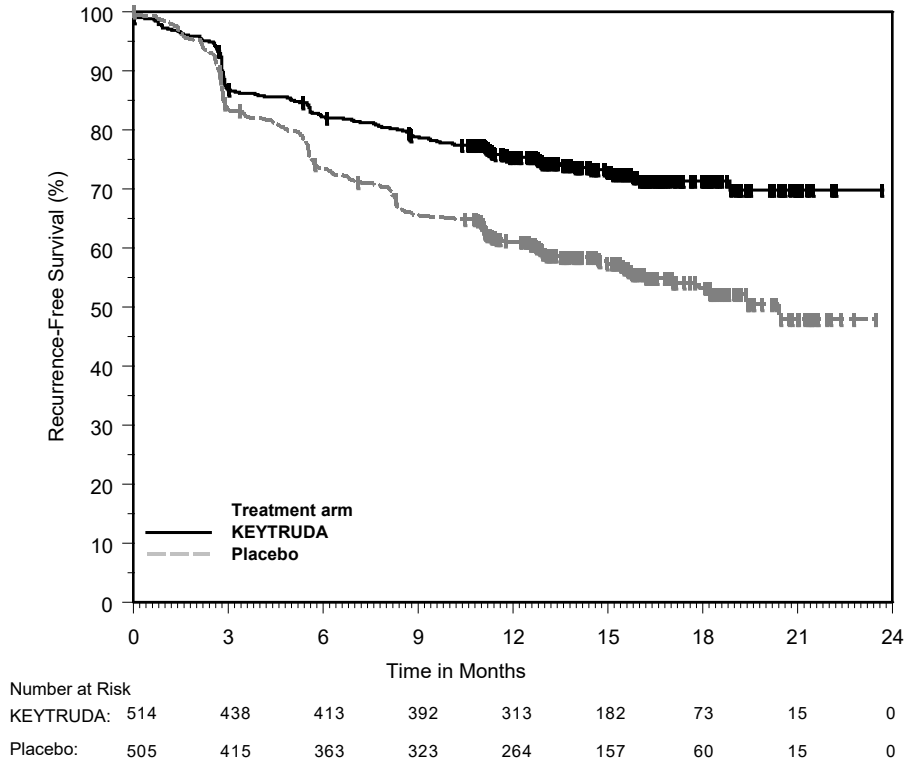 100
90
80
70
60
50
40
30
20
10
0
Recurrence-Free Survival (%)
Treatment arm
KEYTRUDA
Placebo
0 3 6 9 12 15 18 21 24
Time in Months
Number at Risk
KEYTRUDA: 514 438 413 392 313 182 73 15 0
Placebo: 505 415 363 323 264 157 60 15 0